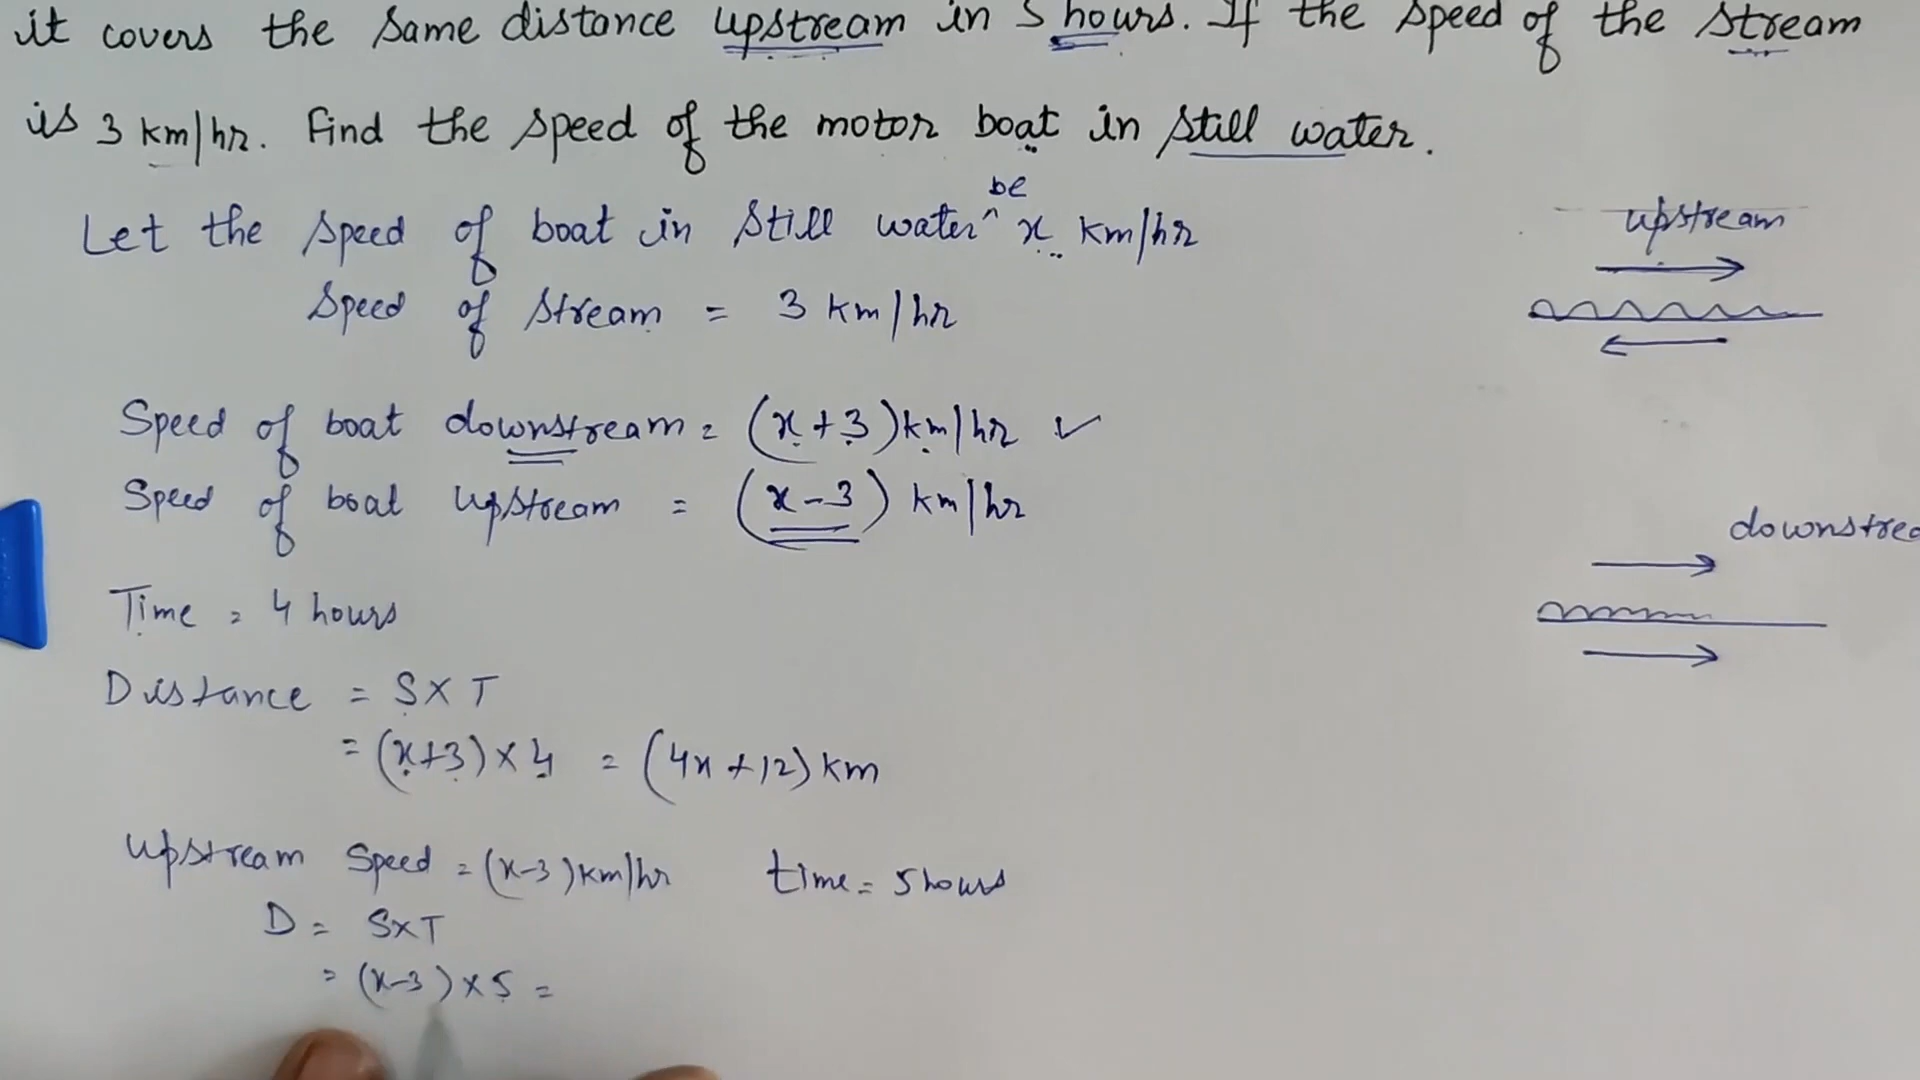 it covers the same distance upstream in 5 hours. If the speed of the stream
is 3 km/hr. Find the speed of the motor boat in still water.
be
Let the speed of boat in still water ^ x km/hr
Speed of stream = 3 km/hr
Speed of boat downstream = (x+3) km/hr ✓
Speed of boat upstream = (x-3) km/hr
Time = 4 hours
Distance = S×T
= (x+3)×4 = (4x+12) km
upstream speed = (x-3) km/hr time = 5 hours
D = S×T
= (x-3)×5 =
upstream
downstrea